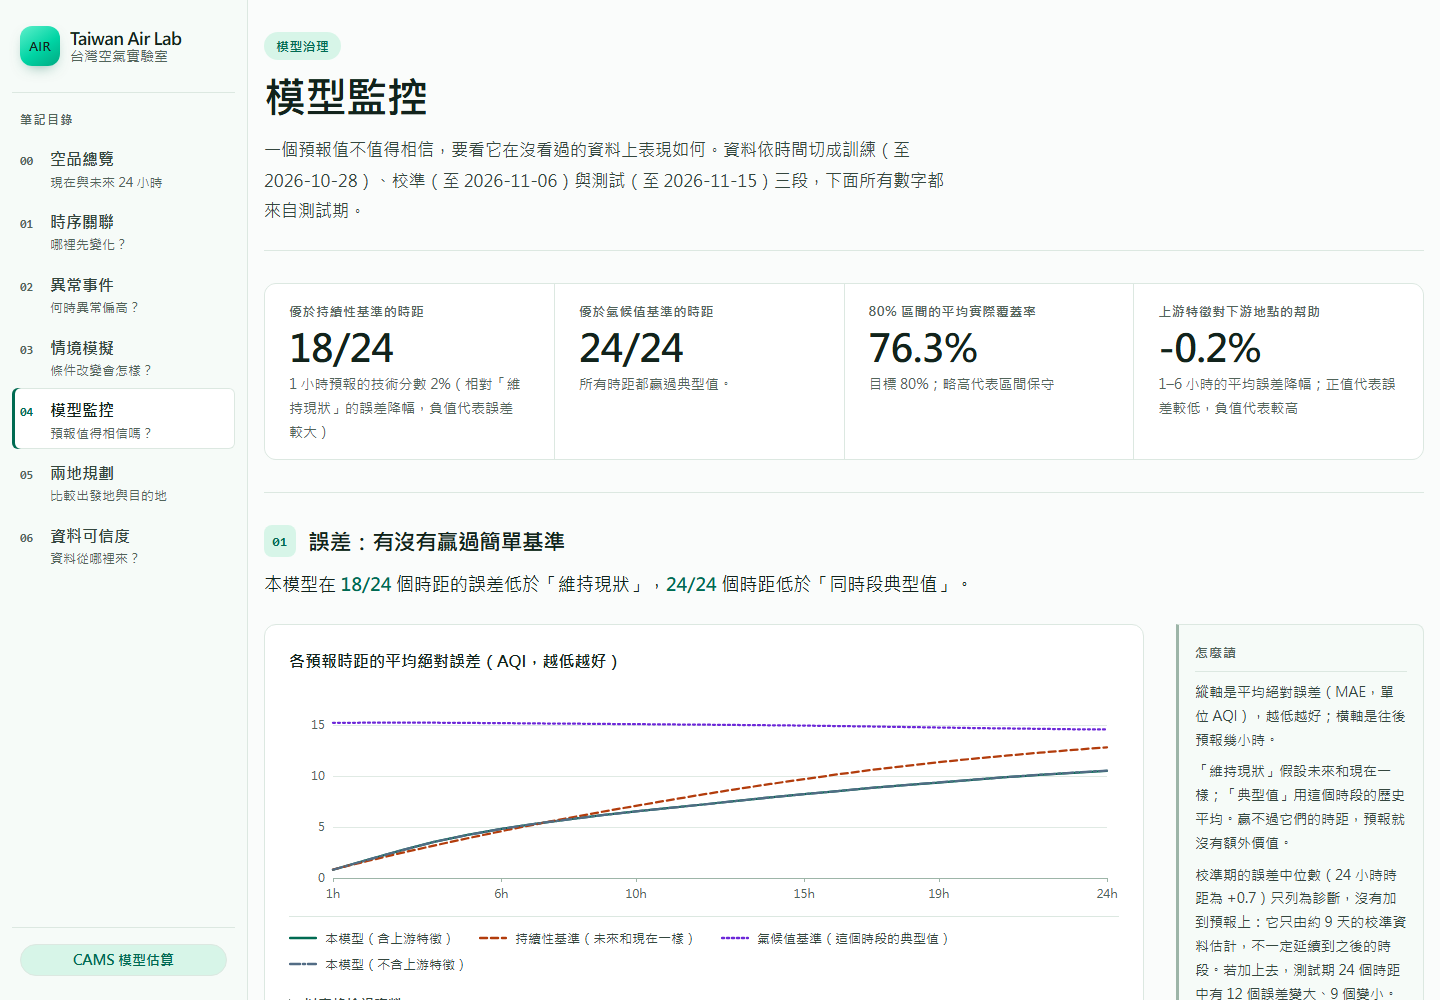 AIR
Taiwan Air Lab
台灣空氣實驗室
筆記目錄
00 空品總覽
現在與未來 24 小時
01 時序關聯
哪裡先變化？
02 異常事件
何時異常偏高？
03 情境模擬
條件改變會怎樣？
04 模型監控
預報值得相信嗎？
05 兩地規劃
比較出發地與目的地
06 資料可信度
資料從哪裡來？
CAMS 模型估算
模型治理
模型監控
一個預報值不值得相信，要看它在沒看過的資料上表現如何。資料依時間切成訓練（至
2026-10-28）、校準（至 2026-11-06）與測試（至 2026-11-15）三段，下面所有數字都
來自測試期。
優於持續性基準的時距
18/24
1 小時預報的技術分數 2%（相對「維
持現狀」的誤差降幅，負值代表誤差
較大）
優於氣候值基準的時距
24/24
所有時距都贏過典型值。
80% 區間的平均實際覆蓋率
76.3%
目標 80%；略高代表區間保守
上游特徵對下游地點的幫助
-0.2%
1–6 小時的平均誤差降幅；正值代表誤
差較低，負值代表較高
01 誤差：有沒有贏過簡單基準
本模型在 18/24 個時距的誤差低於「維持現狀」，24/24 個時距低於「同時段典型值」。
各預報時距的平均絕對誤差（AQI，越低越好）
15
10
5
0
1h 6h 10h 15h 19h 24h
本模型（含上游特徵） 持續性基準（未來和現在一樣） 氣候值基準（這個時段的典型值）
本模型（不含上游特徵）
怎麼讀
縱軸是平均絕對誤差（MAE，單
位 AQI），越低越好；橫軸是往後
預報幾小時。
「維持現狀」假設未來和現在一
樣；「典型值」用這個時段的歷史
平均。贏不過它們的時距，預報就
沒有額外價值。
校準期的誤差中位數（24 小時時
距為 +0.7）只列為診斷，沒有加
到預報上：它只由約 9 天的校準資
料估計，不一定延續到之後的時
段。若加上去，測試期 24 個時距
中有 12 個誤差變大、9 個變小。